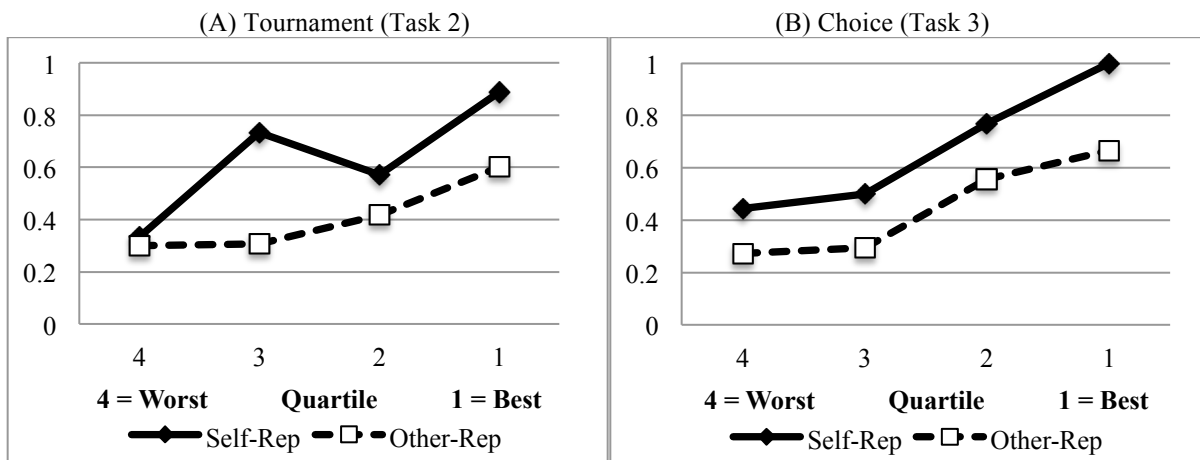 (A) Tournament (Task 2)
1
0.8
0.6
0.4
0.2
0
4 3 2 1
4 = Worst Quartile 1 = Best
Self-Rep Other-Rep
(B) Choice (Task 3)
1
0.8
0.6
0.4
0.2
0
4 3 2 1
4 = Worst Quartile 1 = Best
Self-Rep Other-Rep